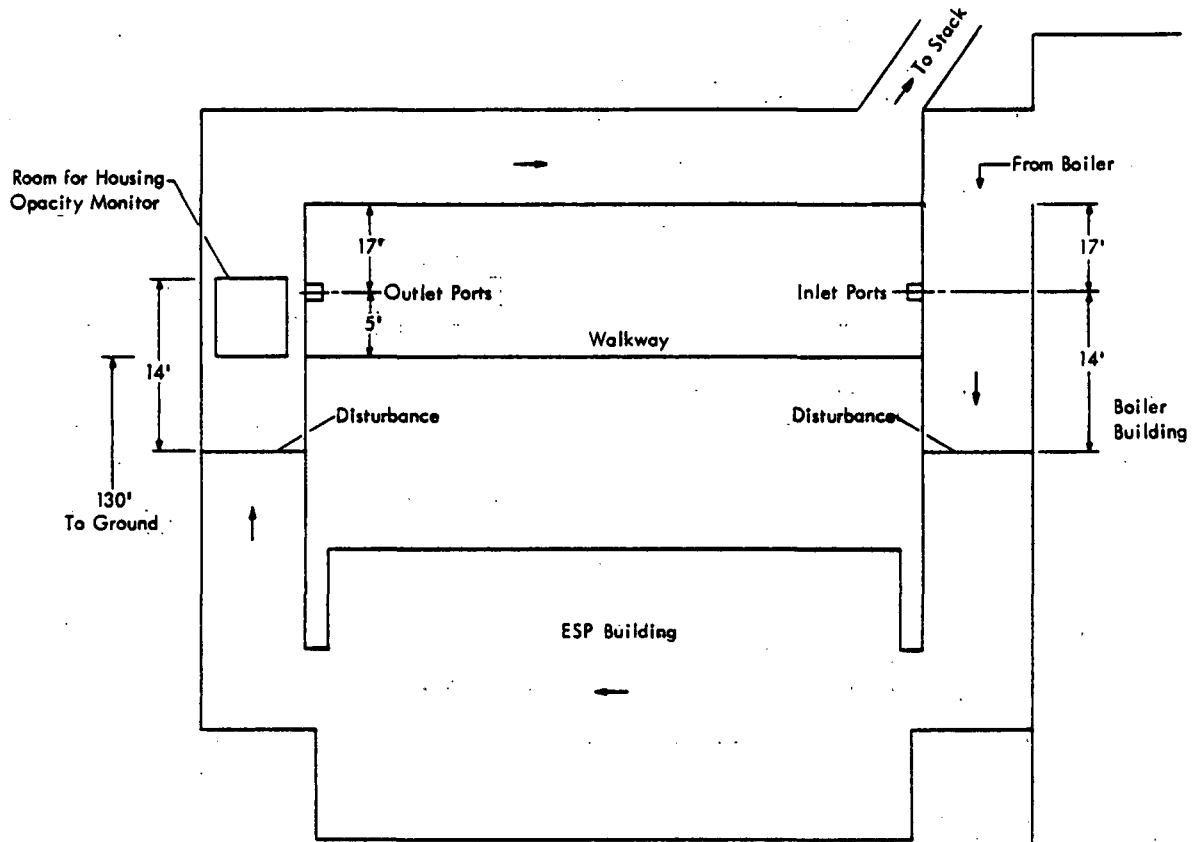 To Stack
Room for Housing
Opacity Monitor
From Boiler
17'
17'
Outlet Ports
Inlet Ports
5'
Walkway
14'
14'
Disturbance
Disturbance
Boiler
Building
130'
To Ground
ESP Building